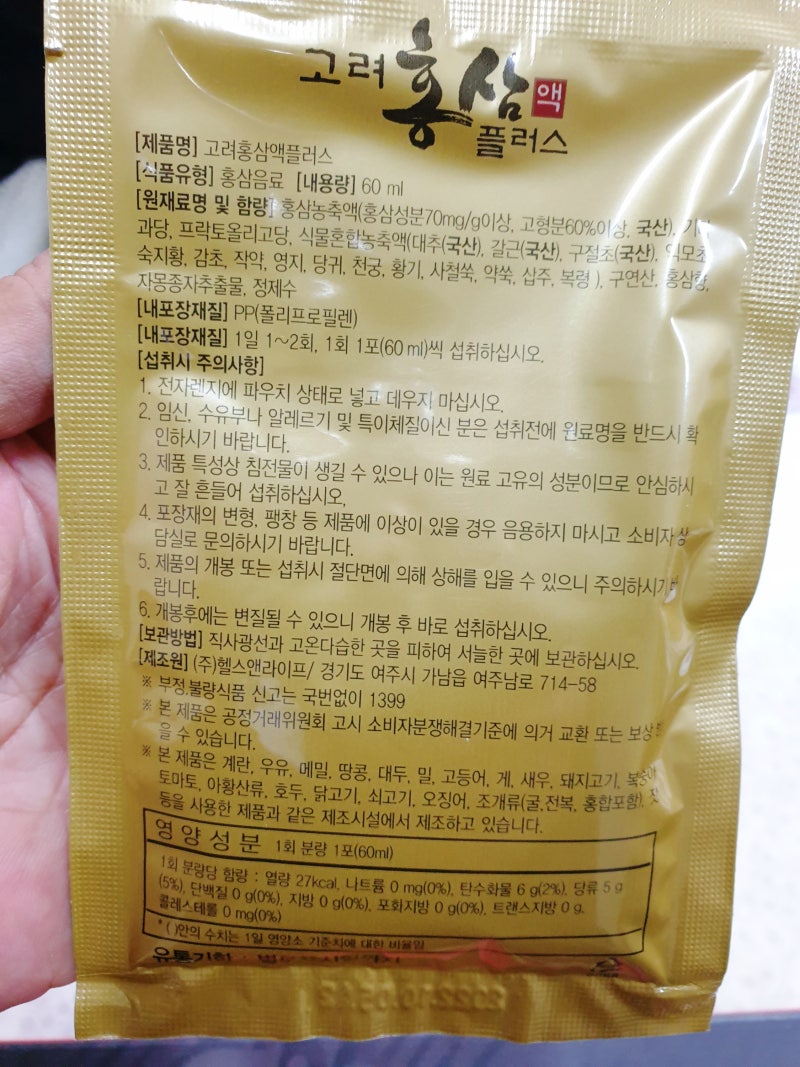 고려홍삼액
플러스
[제품명] 고려홍삼액플러스
[식품유형] 홍삼음료 [내용량] 60 ml
[원재료명 및 함량] 홍삼농축액(홍삼성분70mg/g이상, 고형분60%이상, 국산),
과당, 프락토올리고당, 식물혼합농축액(대추(국산), 갈근(국산), 구절초(국산), 익모초
숙지황, 감초, 작약, 영지, 당귀, 천궁, 황기, 사철쑥, 약쑥, 삽주, 복령 ), 구연산, 홍삼향,
자몽종자추출물, 정제수
[내포장재질] PP(폴리프로필렌)
[내포장재질] 1일 1~2회, 1회 1포(60 ml)씩 섭취하십시오.
[섭취시 주의사항]
1. 전자렌지에 파우치 상태로 넣고 데우지 마십시오.
2. 임신, 수유부나 알레르기 및 특이체질이신 분은 섭취전에 원료명을 반드시 확
인하시기 바랍니다.
3. 제품 특성상 침전물이 생길 수 있으나 이는 원료 고유의 성분이므로 안심하시
고 잘 흔들어 섭취하십시오,
4. 포장재의 변형, 팽창 등 제품에 이상이 있을 경우 음용하지 마시고 소비자상
담실로 문의하시기 바랍니다.
5. 제품의 개봉 또는 섭취시 절단면에 의해 상해를 입을 수 있으니 주의하시기 바
랍니다.
6. 개봉후에는 변질될 수 있으니 개봉 후 바로 섭취하십시오.
[보관방법] 직사광선과 고온다습한 곳을 피하여 서늘한 곳에 보관하십시오.
[제조원] (주)헬스앤라이프/ 경기도 여주시 가남읍 여주남로 714-58
※ 부정.불량식품 신고는 국번없이 1399
※ 본 제품은 공정거래위원회 고시 소비자분쟁해결기준에 의거 교환 또는 보상
을 수 있습니다.
※ 본 제품은 계란, 우유, 메밀, 땅콩, 대두, 밀, 고등어, 게, 새우, 돼지고기, 복숭아,
토마토, 아황산류, 호두, 닭고기, 쇠고기, 오징어, 조개류(굴,전복, 홍합포함), 잣
등을 사용한 제품과 같은 제조시설에서 제조하고 있습니다.
영양성분 1회 분량 1포(60ml)
1회 분량당 함량 : 열량 27kcal, 나트륨 0 mg(0%), 탄수화물 6 g(2%), 당류 5 g
(5%), 단백질 0 g(0%), 지방 0 g(0%), 포화지방 0 g(0%), 트랜스지방 0 g,
콜레스테롤 0 mg(0%)
* ( )안의 수치는 1일 영양소 기준치에 대한 비율임
유통기한 :